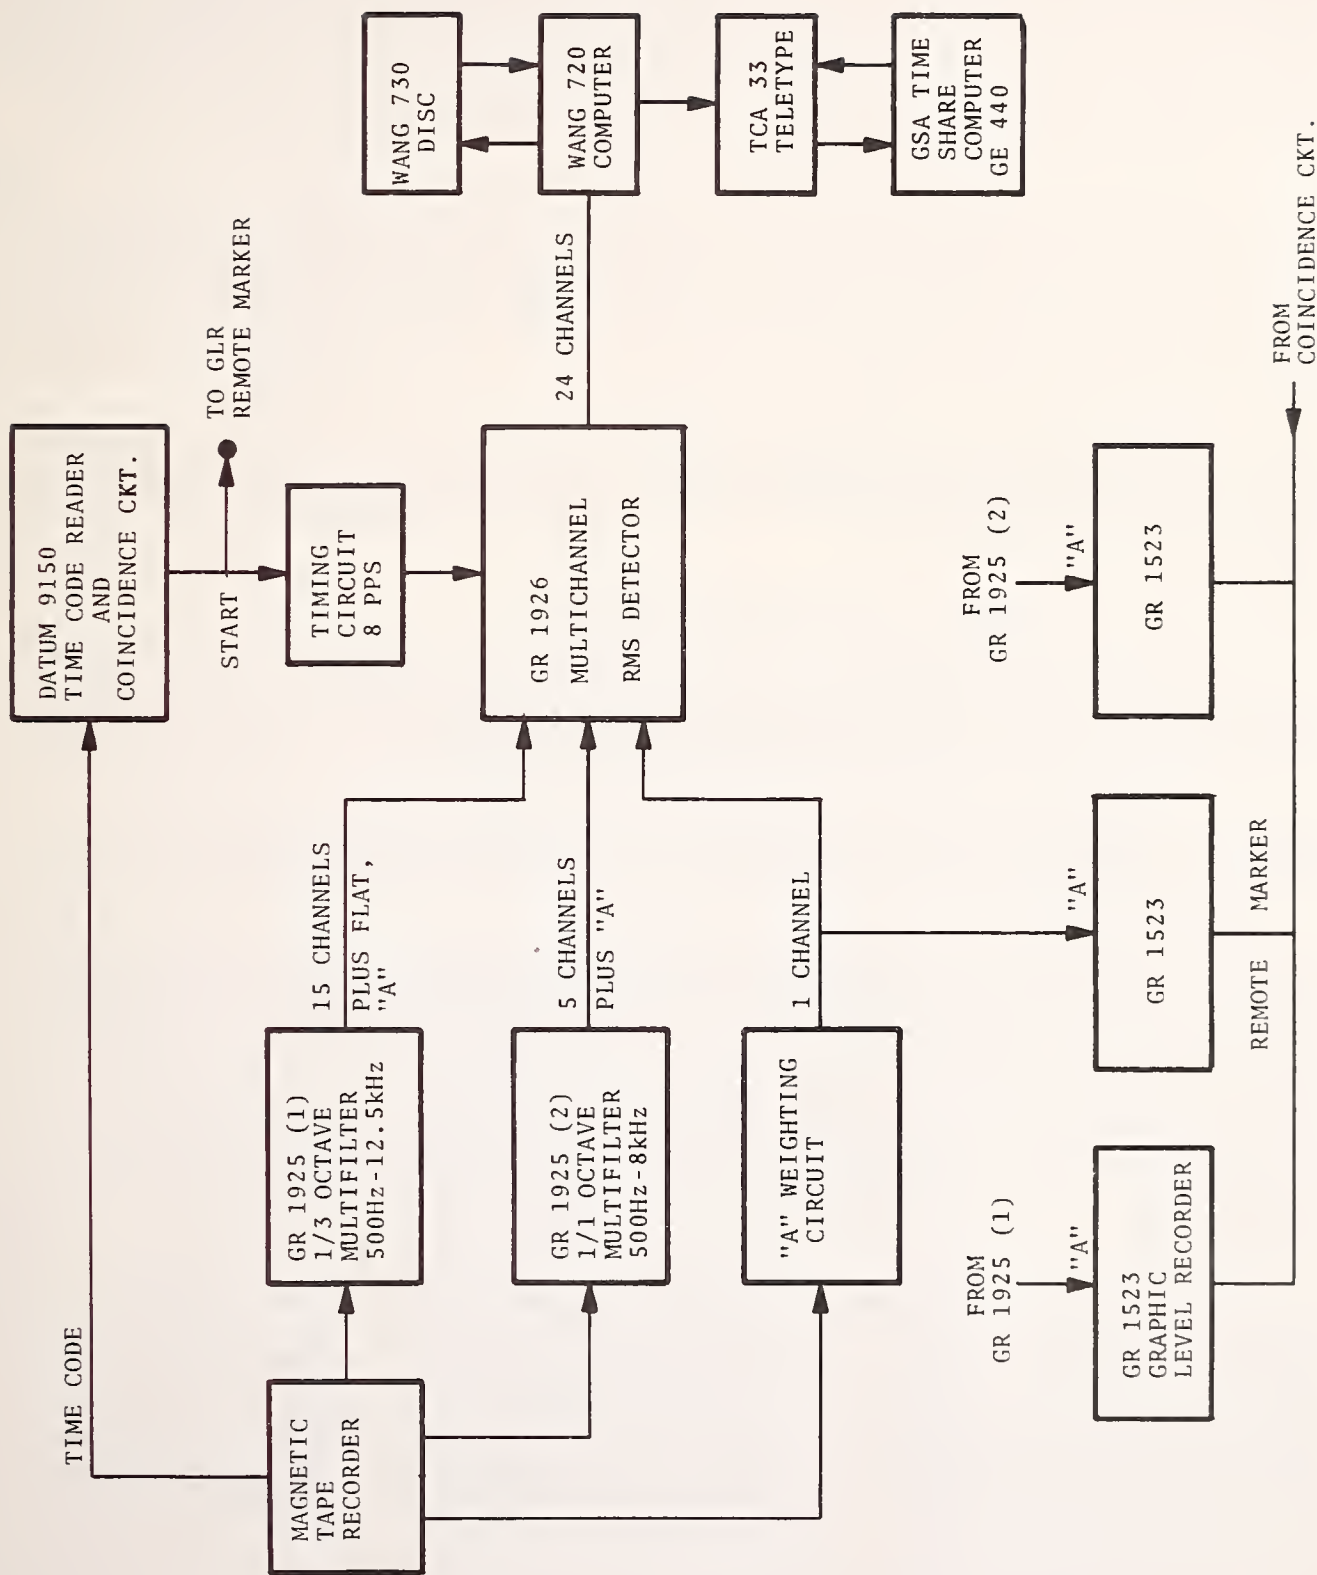 TIME CODE
DATUM 9150
TIME CODE READER
AND
COINCIDENCE CKT.
TO GLR
REMOTE MARKER
START
TIMING
CIRCUIT
8 PPS
MAGNETIC
TAPE
RECORDER
GR 1925 (1)
1/3 OCTAVE
MULTIFILTER
500Hz-12.5kHz
15 CHANNELS
PLUS FLAT,
"A"
GR 1925 (2)
1/1 OCTAVE
MULTIFILTER
500Hz-8kHz
5 CHANNELS
PLUS "A"
"A" WEIGHTING
CIRCUIT
1 CHANNEL
GR 1926
MULTICHANNEL
RMS DETECTOR
24 CHANNELS
WANG 730
DISC
WANG 720
COMPUTER
TCA 33
TELETYPE
GSA TIME
SHARE
COMPUTER
GE 440
FROM
GR 1925 (1)
"A"
GR 1523
GRAPHIC
LEVEL RECORDER
"A"
GR 1523
FROM
GR 1925 (2)
"A"
GR 1523
REMOTE MARKER
FROM
COINCIDENCE CKT.